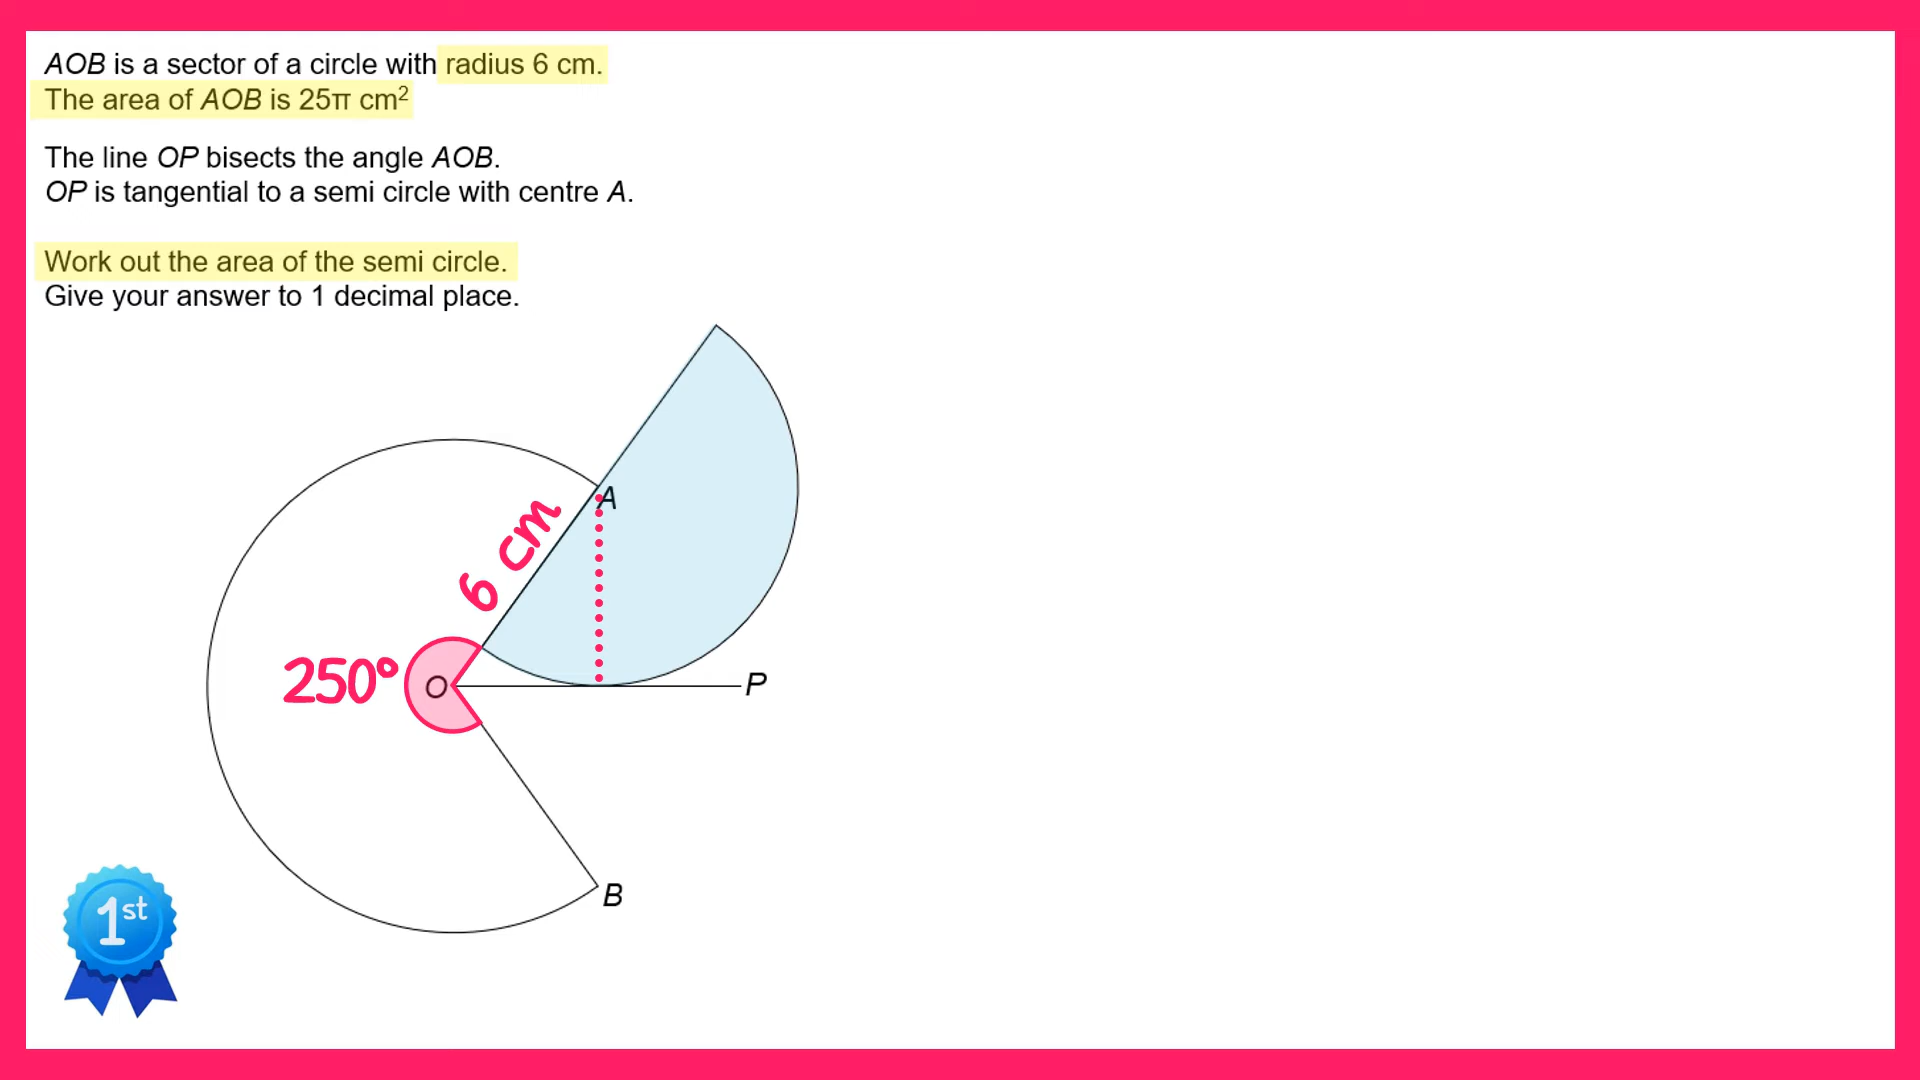 AOB is a sector of a circle with radius 6 cm.
The area of AOB is 25π cm²
The line OP bisects the angle AOB.
OP is tangential to a semi circle with centre A.
Work out the area of the semi circle.
Give your answer to 1 decimal place.
A
6 cm
250°
O
P
B
1st